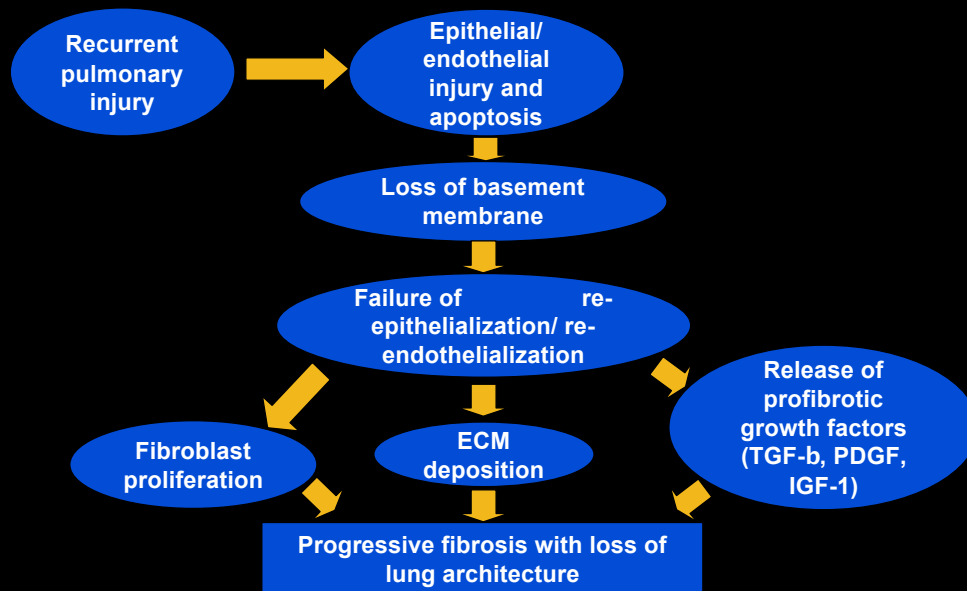 Recurrent
pulmonary
injury
Epithelial/
endothelial
injury and
apoptosis
Loss of basement
membrane
Failure of re-
epithelialization/ re-
endothelialization
Fibroblast
proliferation
ECM
deposition
Release of
profibrotic
growth factors
(TGF-b, PDGF,
IGF-1)
Progressive fibrosis with loss of
lung architecture